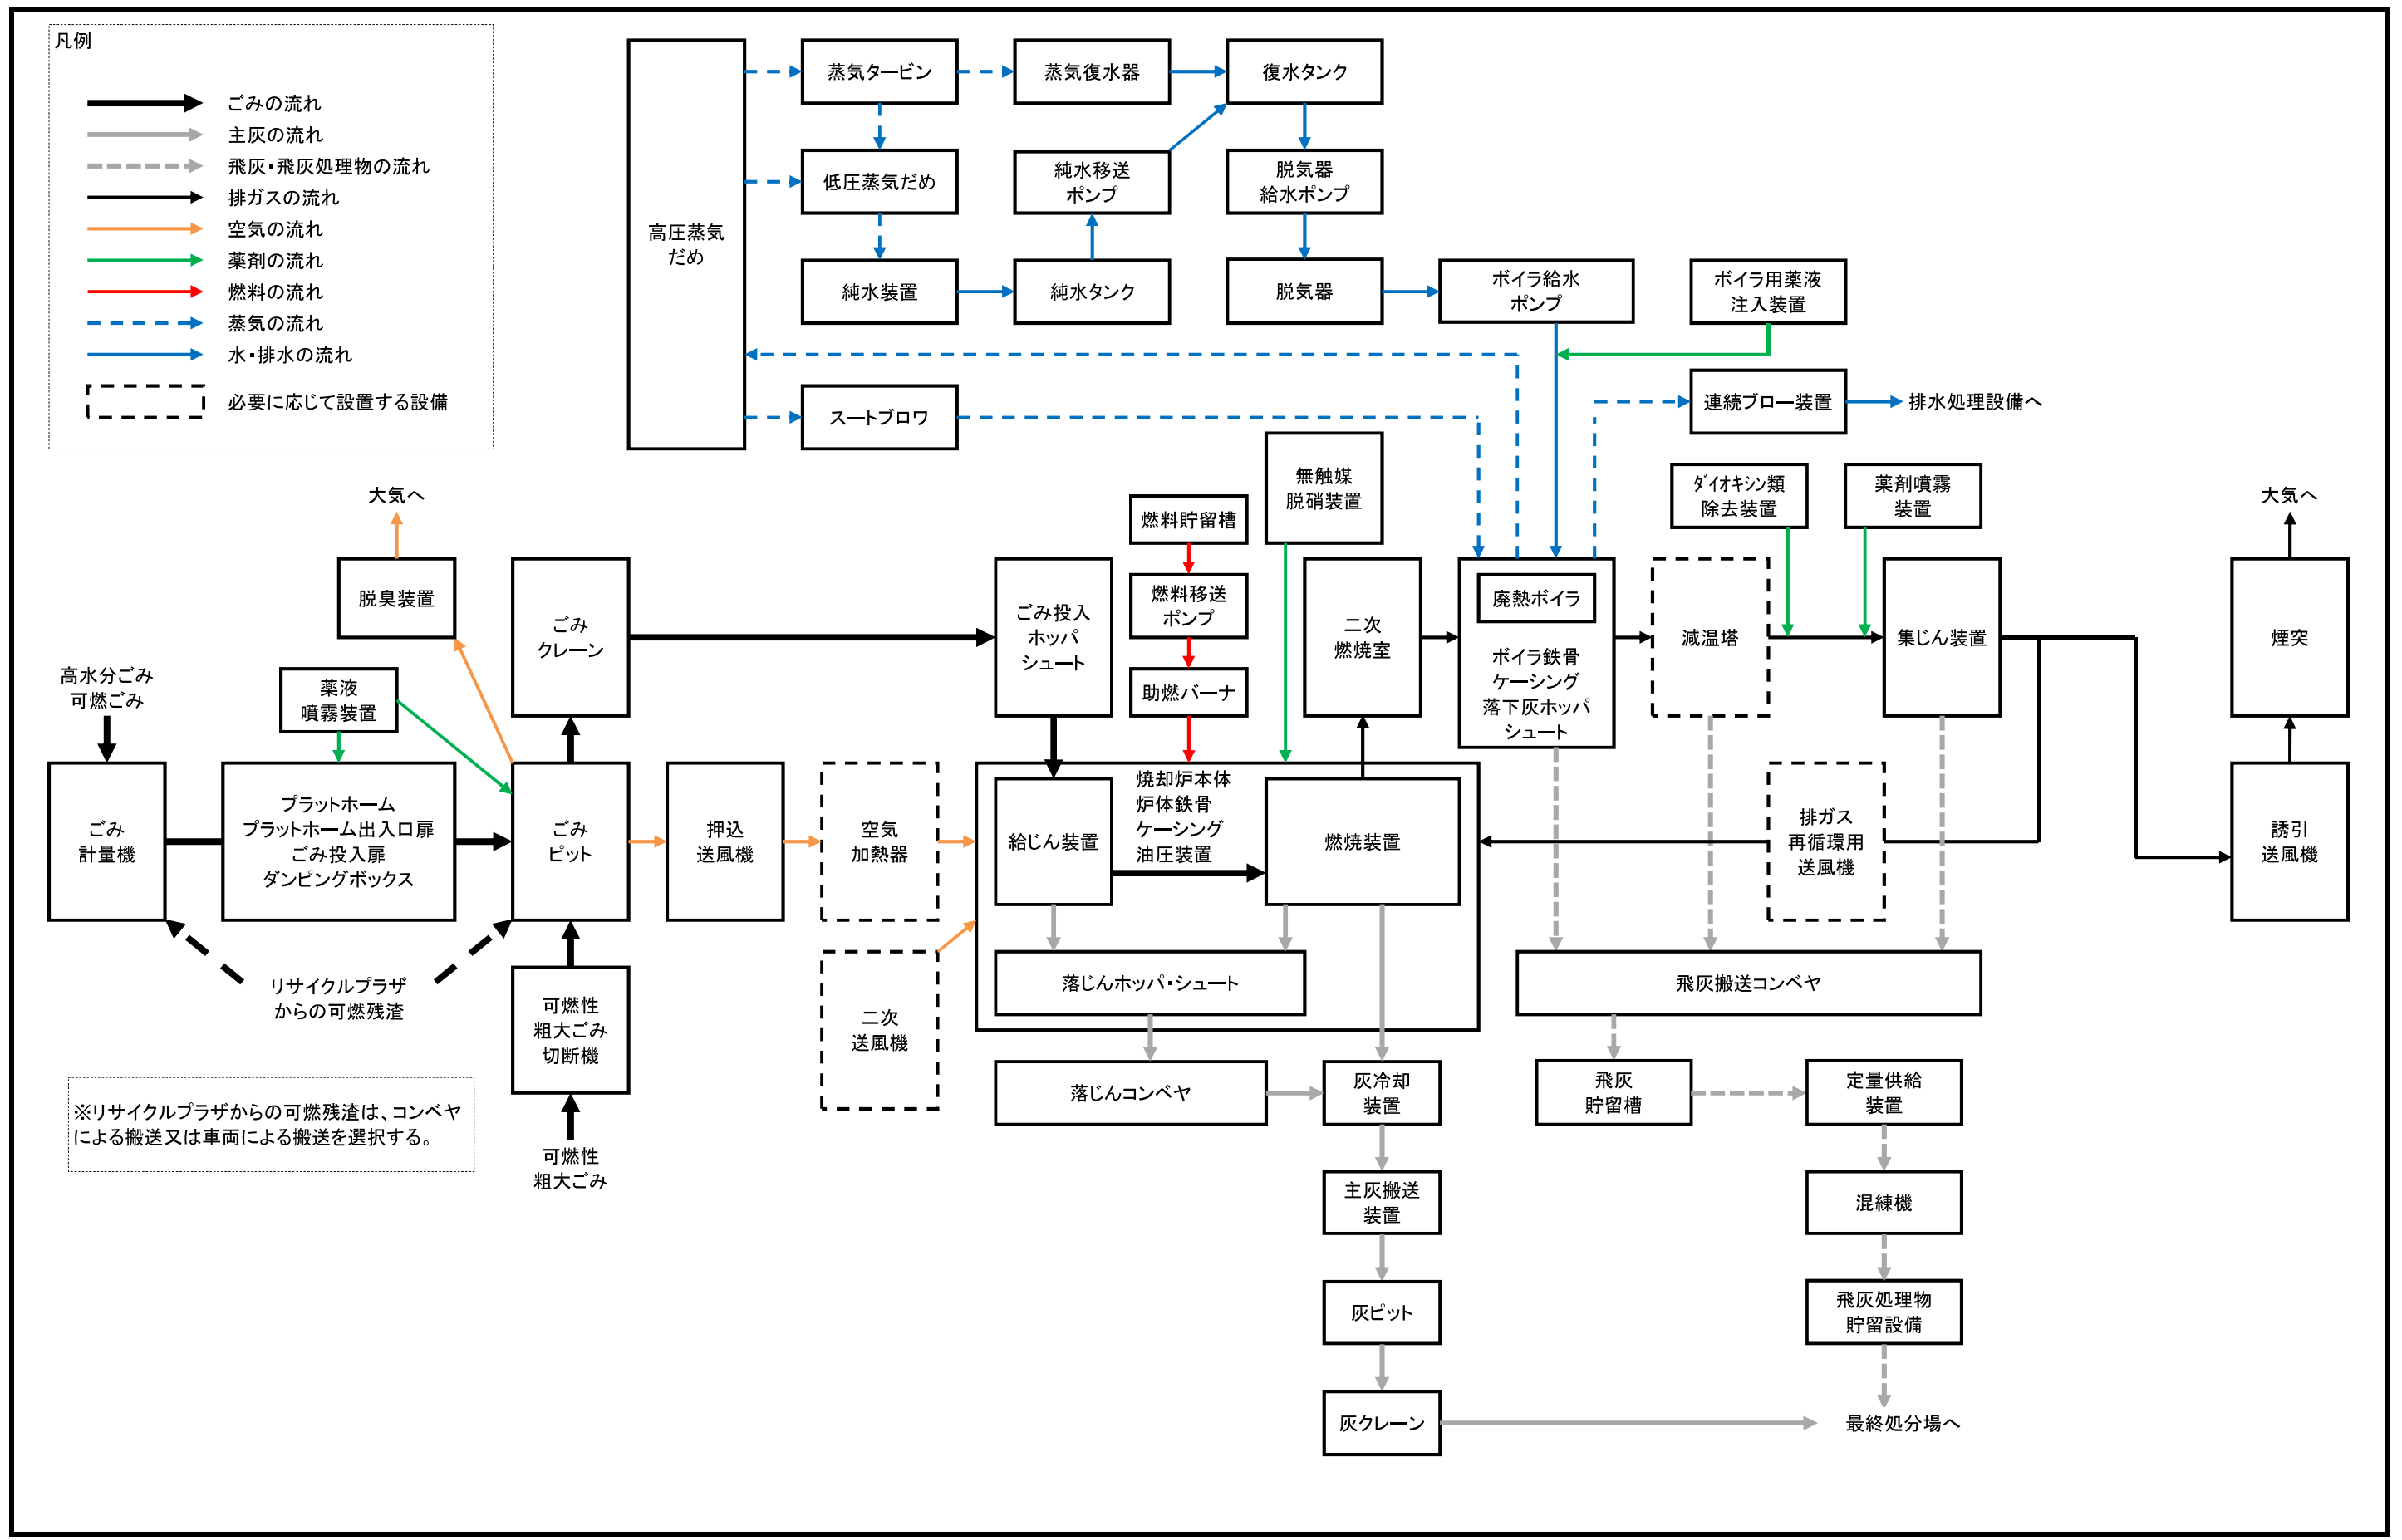 凡例
ごみの流れ
主灰の流れ
飛灰・飛灰処理物の流れ
排ガスの流れ
空気の流れ
薬剤の流れ
燃料の流れ
蒸気の流れ
水・排水の流れ
必要に応じて設置する設備
高圧蒸気
だめ
蒸気タービン
蒸気復水器
復水タンク
低圧蒸気だめ
純水移送
ポンプ
脱気器
給水ポンプ
純水装置
純水タンク
脱気器
ボイラ給水
ポンプ
ボイラ用薬液
注入装置
スートブロワ
連続ブロー装置
排水処理設備へ
無触媒
脱硝装置
ダイオキシン類
除去装置
薬剤噴霧
装置
大気へ
大気へ
燃料貯留槽
脱臭装置
ごみ
クレーン
ごみ投入
ホッパ
シュート
燃料移送
ポンプ
助燃バーナ
二次
燃焼室
廃熱ボイラ
ボイラ鉄骨
ケーシング
落下灰ホッパ
シュート
減温塔
集じん装置
煙突
高水分ごみ
可燃ごみ
薬液
噴霧装置
ごみ
計量機
プラットホーム
プラットホーム出入口扉
ごみ投入扉
ダンピングボックス
ごみ
ピット
押込
送風機
空気
加熱器
給じん装置
焼却炉本体
炉体鉄骨
ケーシング
油圧装置
燃焼装置
排ガス
再循環用
送風機
誘引
送風機
リサイクルプラザ
からの可燃残渣
可燃性
粗大ごみ
切断機
二次
送風機
落じんホッパ・シュート
飛灰搬送コンベヤ
落じんコンベヤ
灰冷却
装置
飛灰
貯留槽
定量供給
装置
※リサイクルプラザからの可燃残渣は、コンベヤ
による搬送又は車両による搬送を選択する。
可燃性
粗大ごみ
主灰搬送
装置
混練機
灰ピット
飛灰処理物
貯留設備
灰クレーン
最終処分場へ